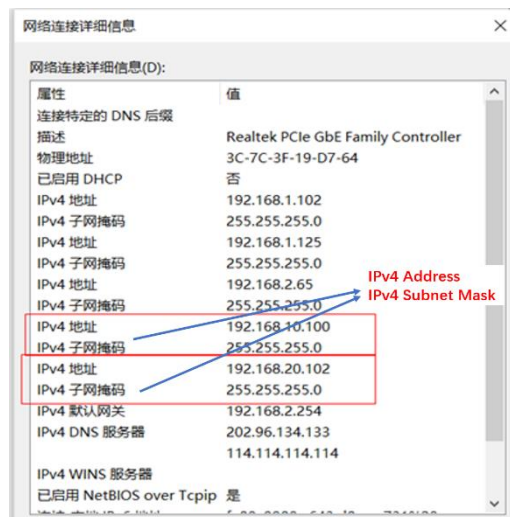 网络连接详细信息
网络连接详细信息(D):
属性 值
连接特定的 DNS 后缀
描述 Realtek PCIe GbE Family Controller
物理地址 3C-7C-3F-19-D7-64
已启用 DHCP 否
IPv4 地址 192.168.1.102
IPv4 子网掩码 255.255.255.0
IPv4 地址 192.168.1.125
IPv4 子网掩码 255.255.255.0
IPv4 地址 192.168.2.65
IPv4 子网掩码 255.255.255.0
IPv4 地址 192.168.10.100
IPv4 子网掩码 255.255.255.0
IPv4 地址 192.168.20.102
IPv4 子网掩码 255.255.255.0
IPv4 默认网关 192.168.2.254
IPv4 DNS 服务器 202.96.134.133
114.114.114.114
IPv4 WINS 服务器
已启用 NetBIOS over Tcpip 是
IPv4 Address
IPv4 Subnet Mask